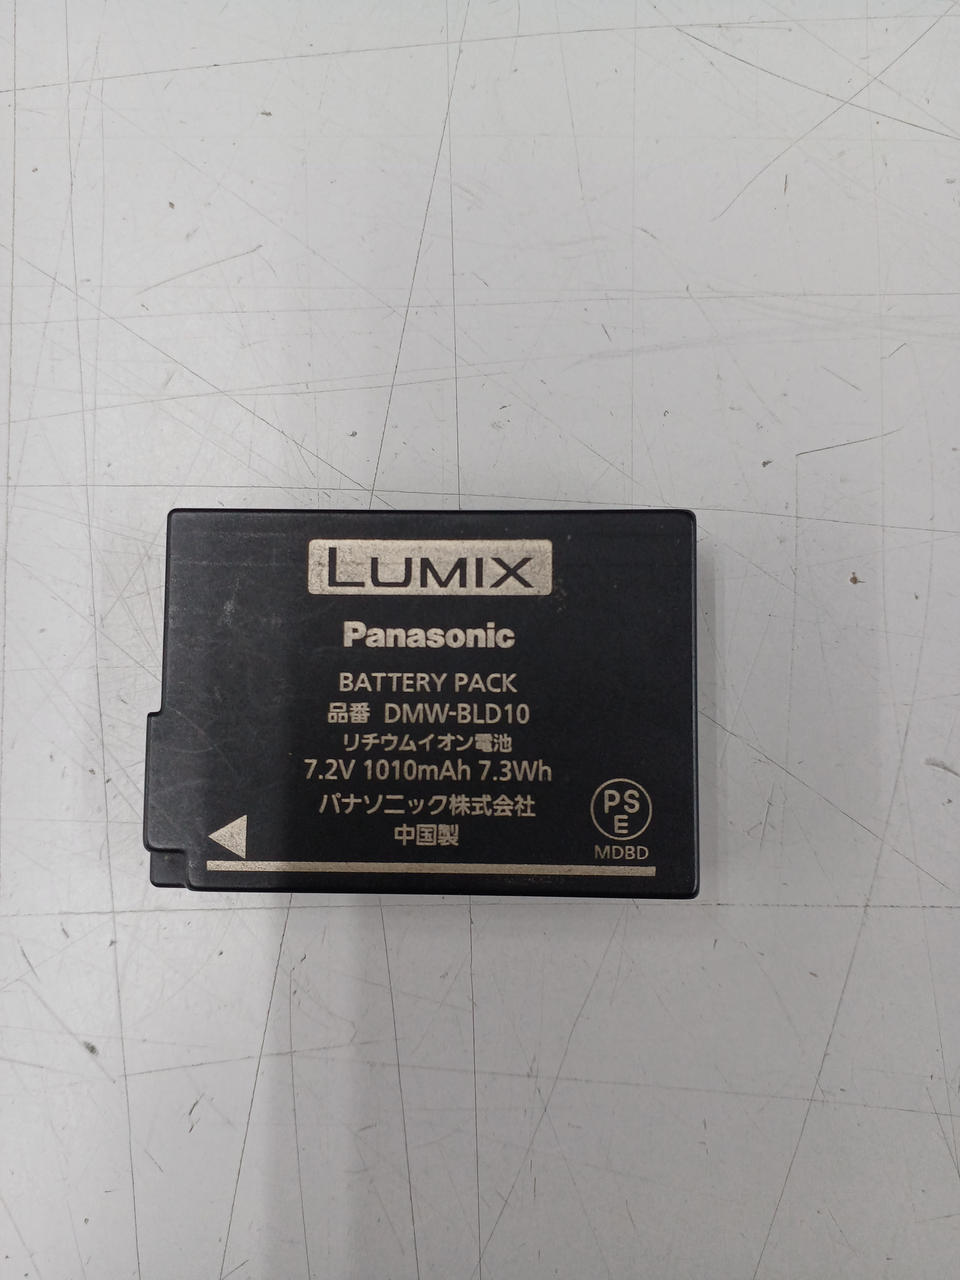 LUMIX
Panasonic
BATTERY PACK
品番 DMW-BLD10
リチウムイオン電池
7.2V 1010mAh 7.3Wh
パナソニック株式会社
中国製
PS
E
MDBD